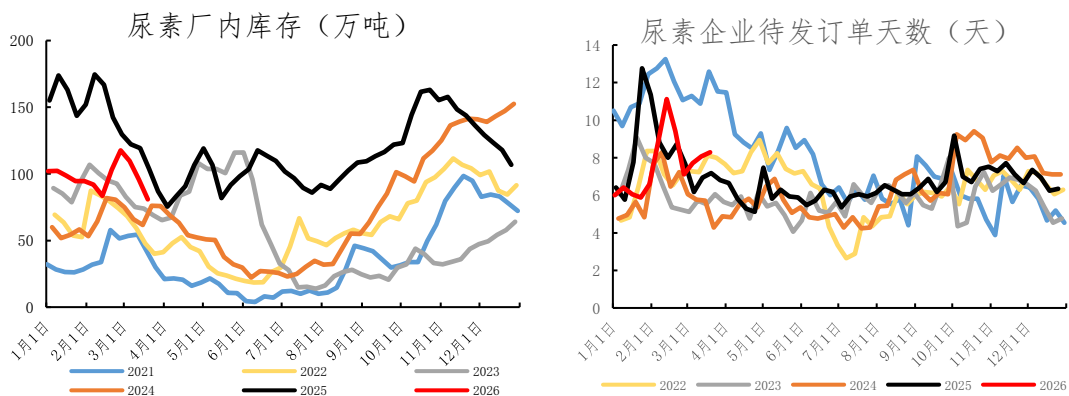 尿素厂内库存（万吨）
200
150
100
50
0
1月1日
2月1日
3月1日
4月1日
5月1日
6月1日
7月1日
8月1日
9月1日
10月1日
11月1日
12月1日
2021
2022
2023
2024
2025
2026
尿素企业待发订单天数（天）
14
12
10
8
6
4
2
0
1月1日
2月1日
3月1日
4月1日
5月1日
6月1日
7月1日
8月1日
9月1日
10月1日
11月1日
12月1日
2022
2023
2024
2025
2026